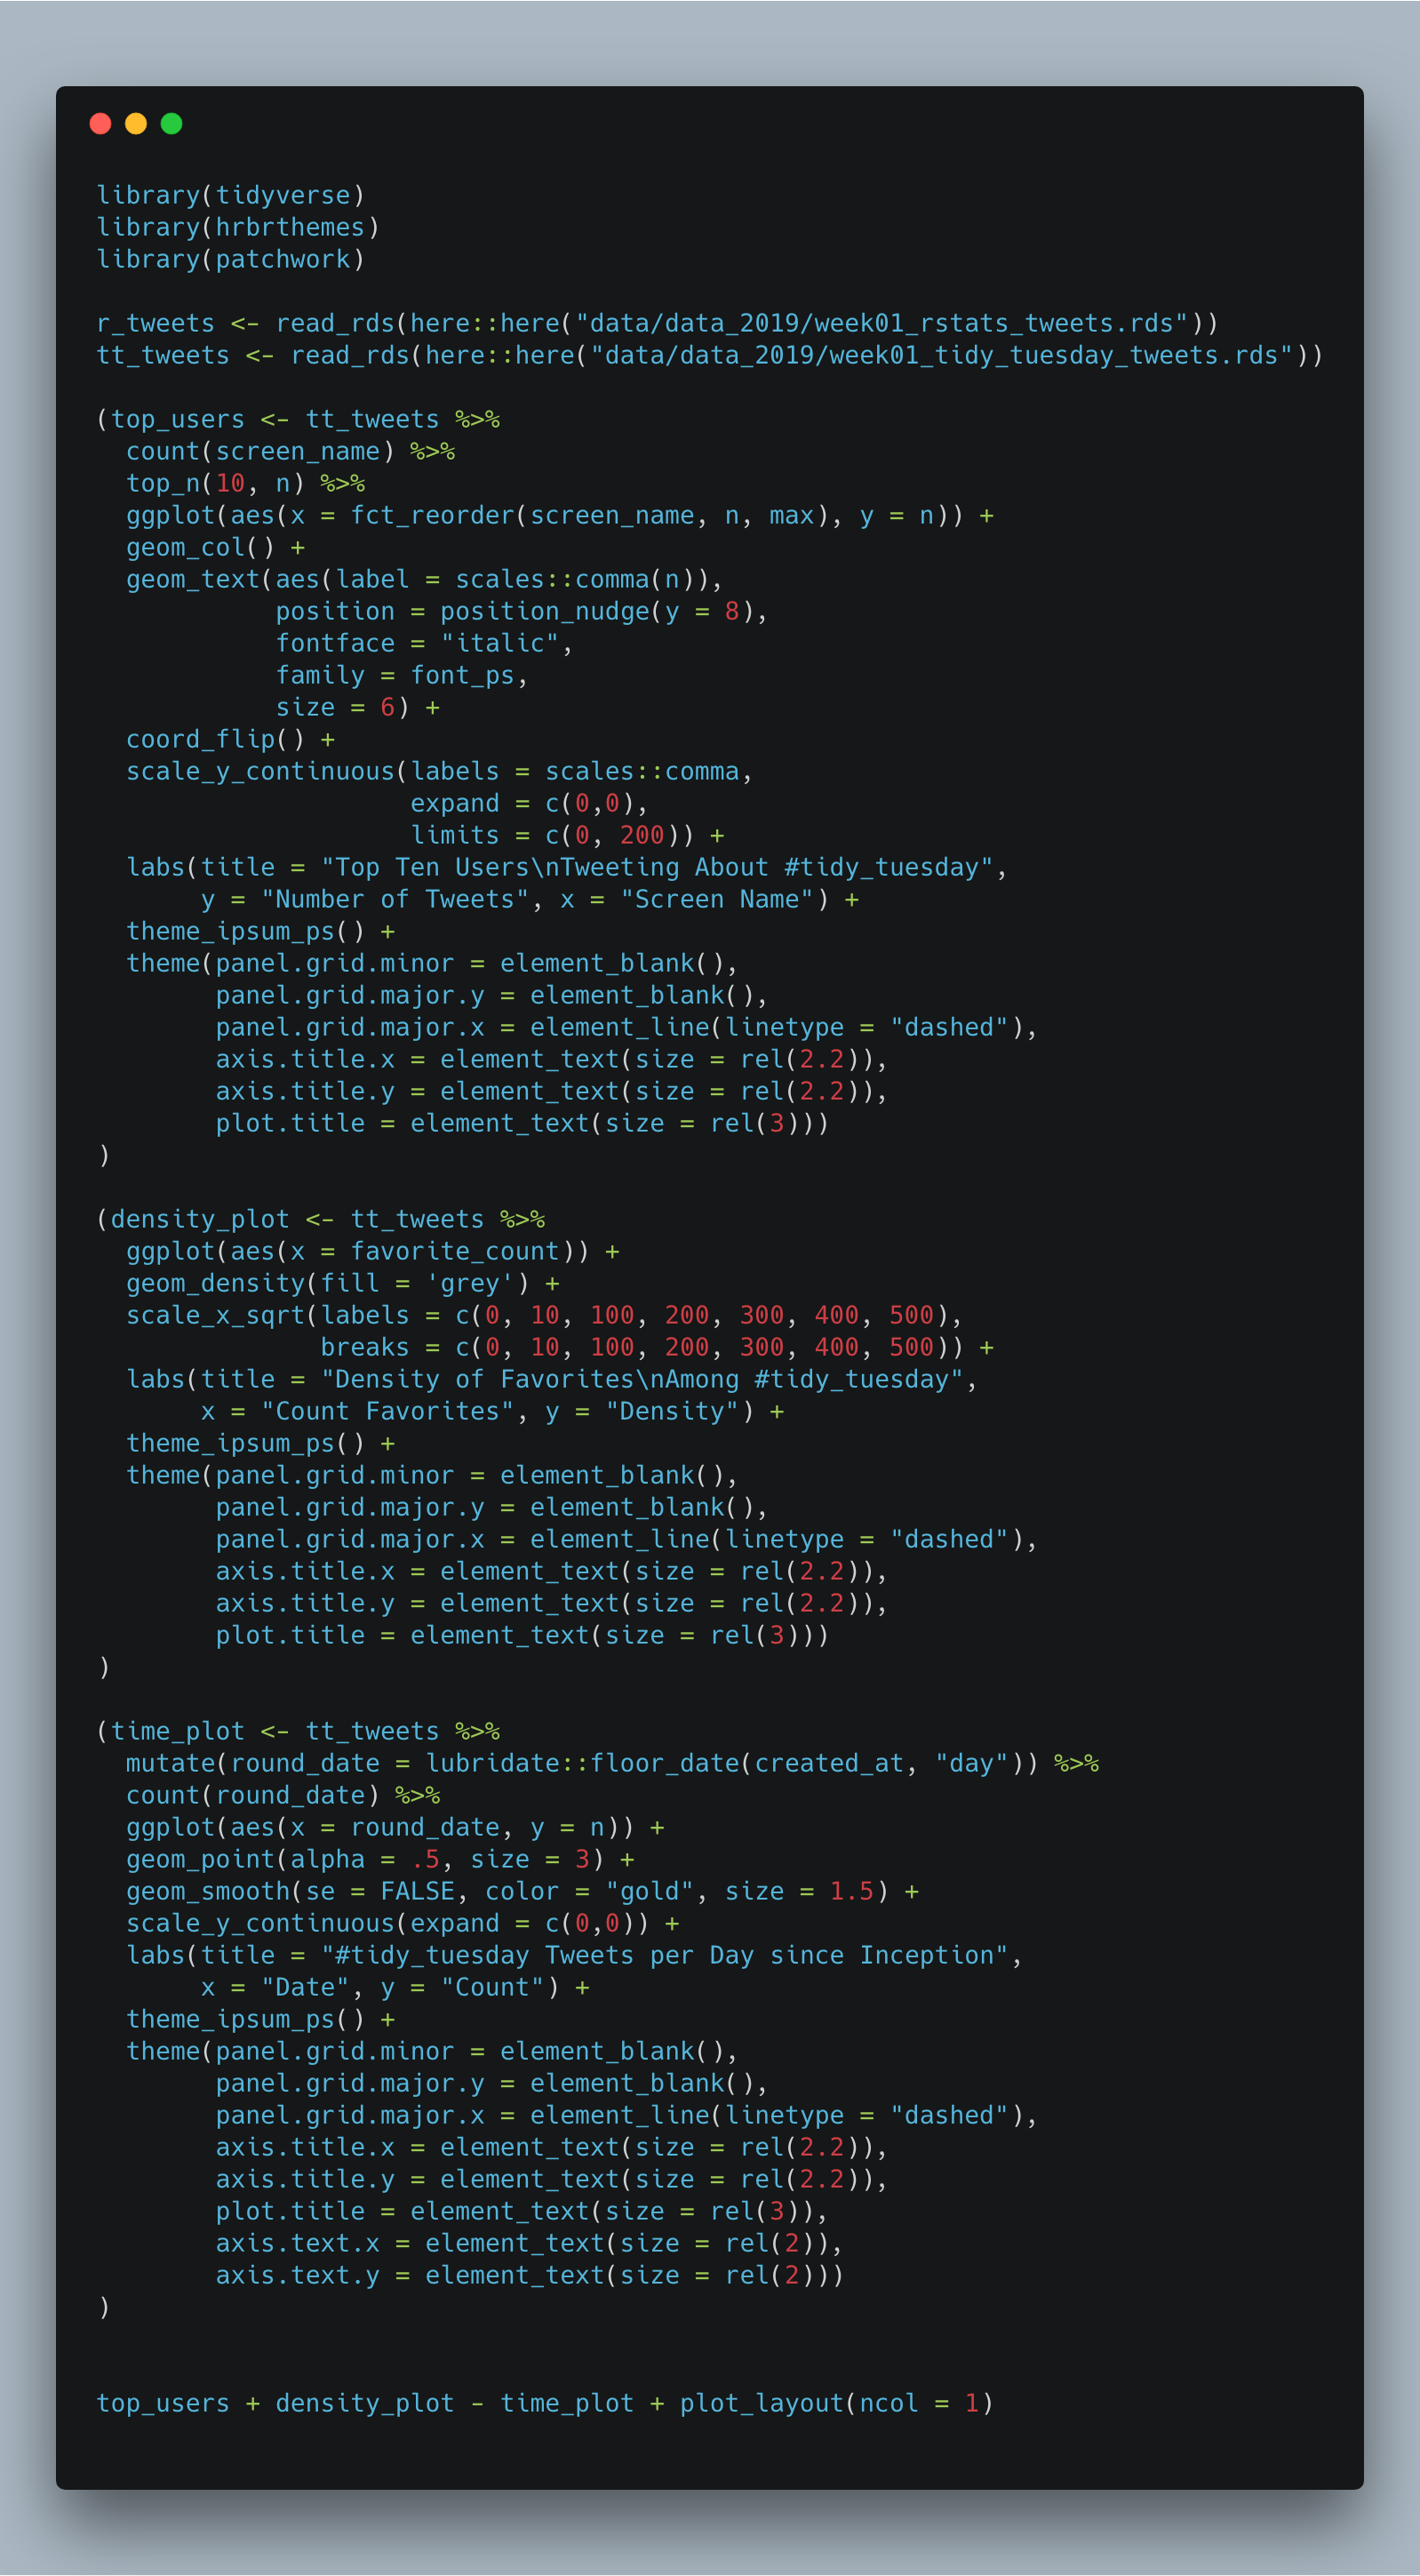 library(tidyverse)
library(hrbrthemes)
library(patchwork)

r_tweets <- read_rds(here::here("data/data_2019/week01_rstats_tweets.rds"))
tt_tweets <- read_rds(here::here("data/data_2019/week01_tidy_tuesday_tweets.rds"))

(top_users <- tt_tweets %>%
  count(screen_name) %>%
  top_n(10, n) %>%
  ggplot(aes(x = fct_reorder(screen_name, n, max), y = n)) +
  geom_col() +
  geom_text(aes(label = scales::comma(n)),
            position = position_nudge(y = 8),
            fontface = "italic",
            family = font_ps,
            size = 6) +
  coord_flip() +
  scale_y_continuous(labels = scales::comma,
                     expand = c(0,0),
                     limits = c(0, 200)) +
  labs(title = "Top Ten Users\nTweeting About #tidy_tuesday",
       y = "Number of Tweets", x = "Screen Name") +
  theme_ipsum_ps() +
  theme(panel.grid.minor = element_blank(),
        panel.grid.major.y = element_blank(),
        panel.grid.major.x = element_line(linetype = "dashed"),
        axis.title.x = element_text(size = rel(2.2)),
        axis.title.y = element_text(size = rel(2.2)),
        plot.title = element_text(size = rel(3)))
)

(density_plot <- tt_tweets %>%
  ggplot(aes(x = favorite_count)) +
  geom_density(fill = 'grey') +
  scale_x_sqrt(labels = c(0, 10, 100, 200, 300, 400, 500),
               breaks = c(0, 10, 100, 200, 300, 400, 500)) +
  labs(title = "Density of Favorites\nAmong #tidy_tuesday",
       x = "Count Favorites", y = "Density") +
  theme_ipsum_ps() +
  theme(panel.grid.minor = element_blank(),
        panel.grid.major.y = element_blank(),
        panel.grid.major.x = element_line(linetype = "dashed"),
        axis.title.x = element_text(size = rel(2.2)),
        axis.title.y = element_text(size = rel(2.2)),
        plot.title = element_text(size = rel(3)))
)

(time_plot <- tt_tweets %>%
  mutate(round_date = lubridate::floor_date(created_at, "day")) %>%
  count(round_date) %>%
  ggplot(aes(x = round_date, y = n)) +
  geom_point(alpha = .5, size = 3) +
  geom_smooth(se = FALSE, color = "gold", size = 1.5) +
  scale_y_continuous(expand = c(0,0)) +
  labs(title = "#tidy_tuesday Tweets per Day since Inception",
       x = "Date", y = "Count") +
  theme_ipsum_ps() +
  theme(panel.grid.minor = element_blank(),
        panel.grid.major.y = element_blank(),
        panel.grid.major.x = element_line(linetype = "dashed"),
        axis.title.x = element_text(size = rel(2.2)),
        axis.title.y = element_text(size = rel(2.2)),
        plot.title = element_text(size = rel(3)),
        axis.text.x = element_text(size = rel(2)),
        axis.text.y = element_text(size = rel(2)))
)


top_users + density_plot - time_plot + plot_layout(ncol = 1)